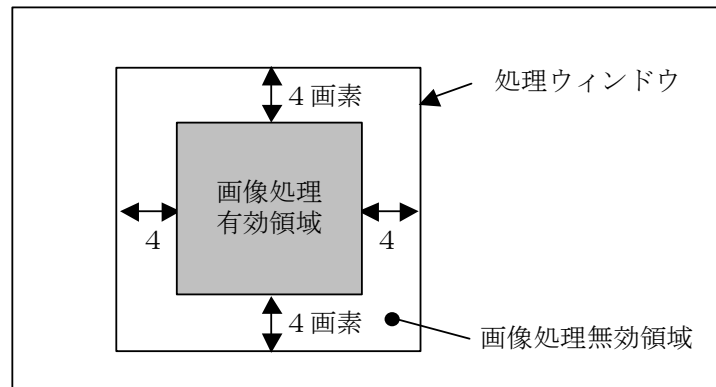 処理ウィンドウ
４画素
画像処理
有効領域
４
４
４画素
画像処理無効領域